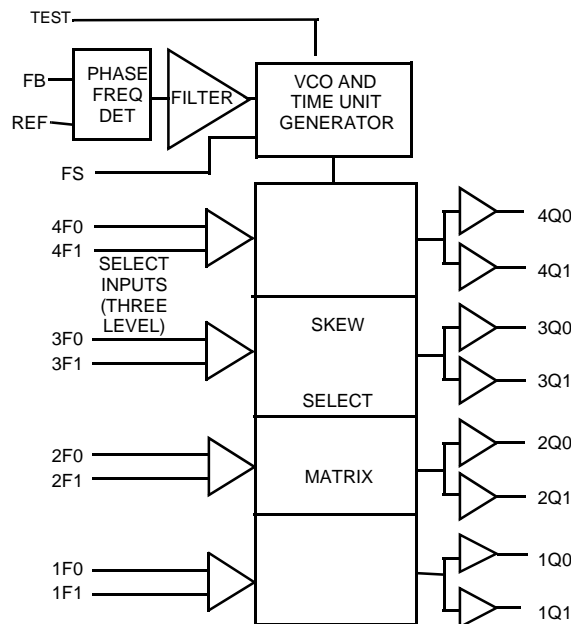 TEST
FB
REF
PHASE
FREQ
DET
FILTER
VCO AND
TIME UNIT
GENERATOR
FS
4F0
4F1
SELECT
INPUTS
(THREE
LEVEL)
3F0
3F1
2F0
2F1
1F0
1F1
SKEW
SELECT
MATRIX
4Q0
4Q1
3Q0
3Q1
2Q0
2Q1
1Q0
1Q1